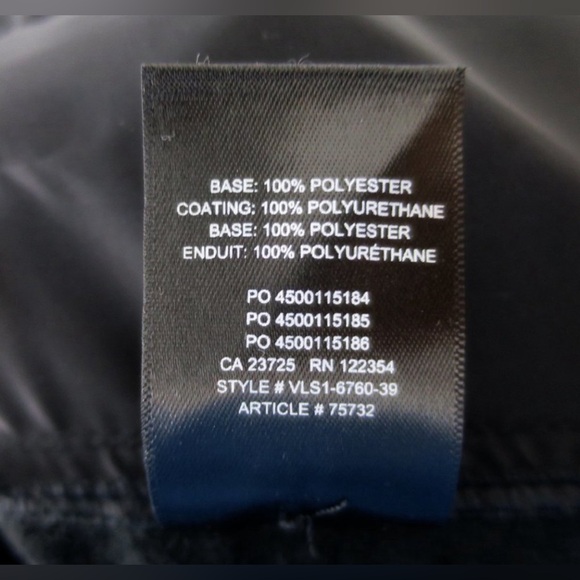 BASE: 100% POLYESTER
COATING: 100% POLYURETHANE
BASE: 100% POLYESTER
ENDUIT: 100% POLYURÉTHANE
PO 4500115184
PO 4500115185
PO 4500115186
CA 23725 RN 122354
STYLE # VLS1-6760-39
ARTICLE # 75732